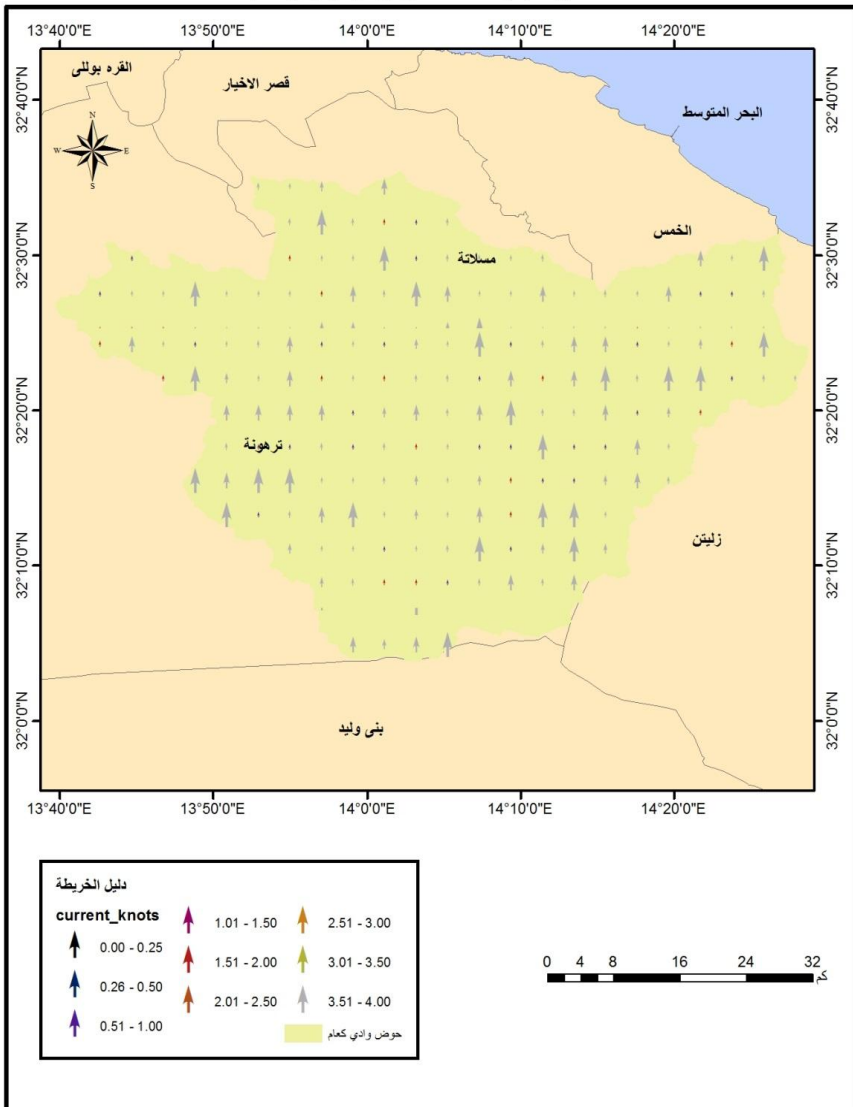 13°40'0"E 13°50'0"E 14°0'0"E 14°10'0"E 14°20'0"E
القره بوللى
قصر الاخيار
32°40'0"N 32°40'0"N
البحر المتوسط
N
W E
S
الخمس
32°30'0"N 32°30'0"N
مسلاتة
32°20'0"N 32°20'0"N
ترهونة
زليتن
32°10'0"N 32°10'0"N
32°0'0"N 32°0'0"N
بنى وليد
13°40'0"E 13°50'0"E 14°0'0"E 14°10'0"E 14°20'0"E
دليل الخريطة
current_knots
0.00 - 0.25
0.26 - 0.50
0.51 - 1.00
1.01 - 1.50
1.51 - 2.00
2.01 - 2.50
2.51 - 3.00
3.01 - 3.50
3.51 - 4.00
حوض وادي كعام
0 4 8 16 24 32
كم